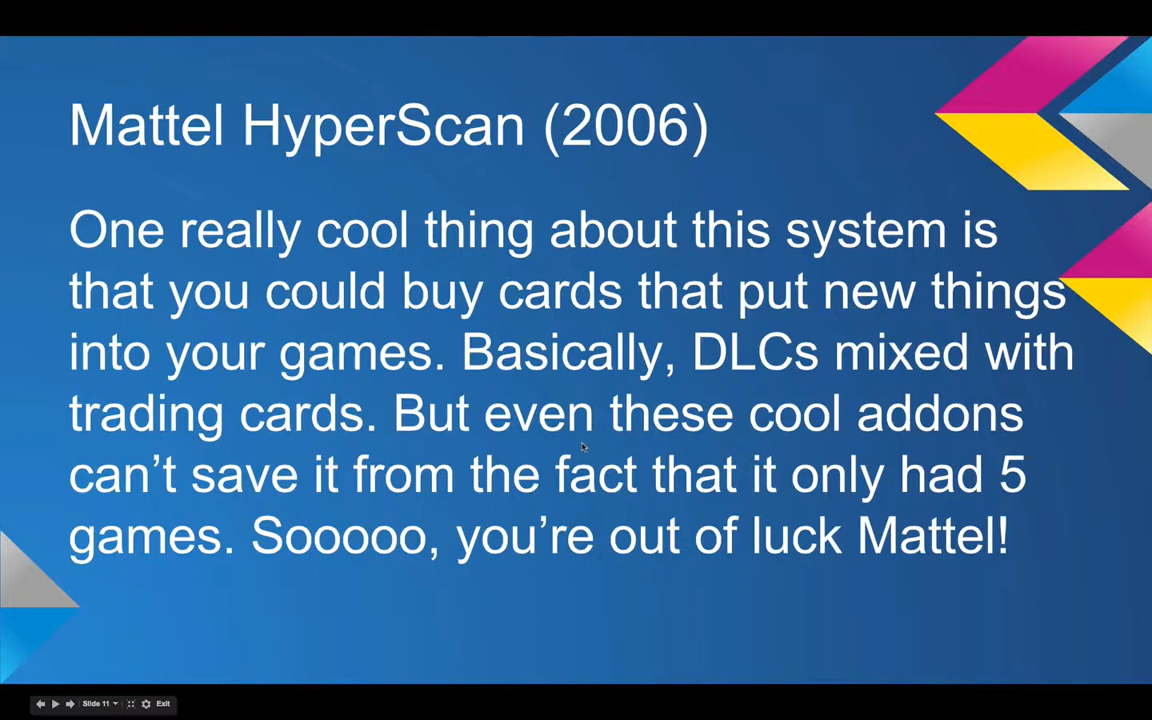 Mattel HyperScan (2006)
One really cool thing about this system is
that you could buy cards that put new things
into your games. Basically, DLCs mixed with
trading cards. But even these cool addons
can’t save it from the fact that it only had 5
games. Sooooo, you’re out of luck Mattel!
Slide 11 Exit